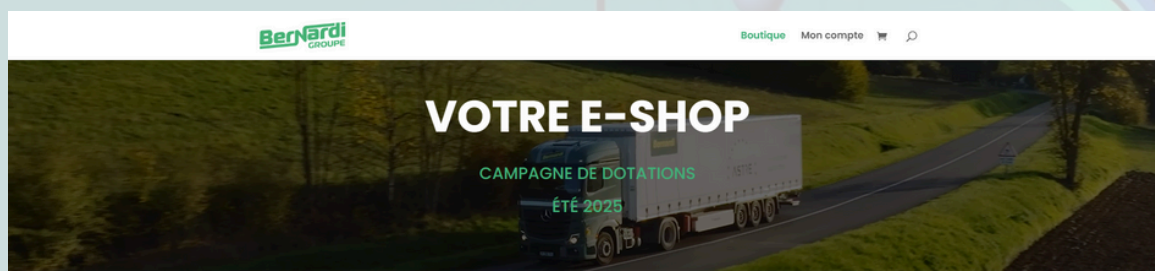 BerNardi
GROUPE
Boutique Mon compte
VOTRE E-SHOP
CAMPAGNE DE DOTATIONS
ÉTÉ 2025